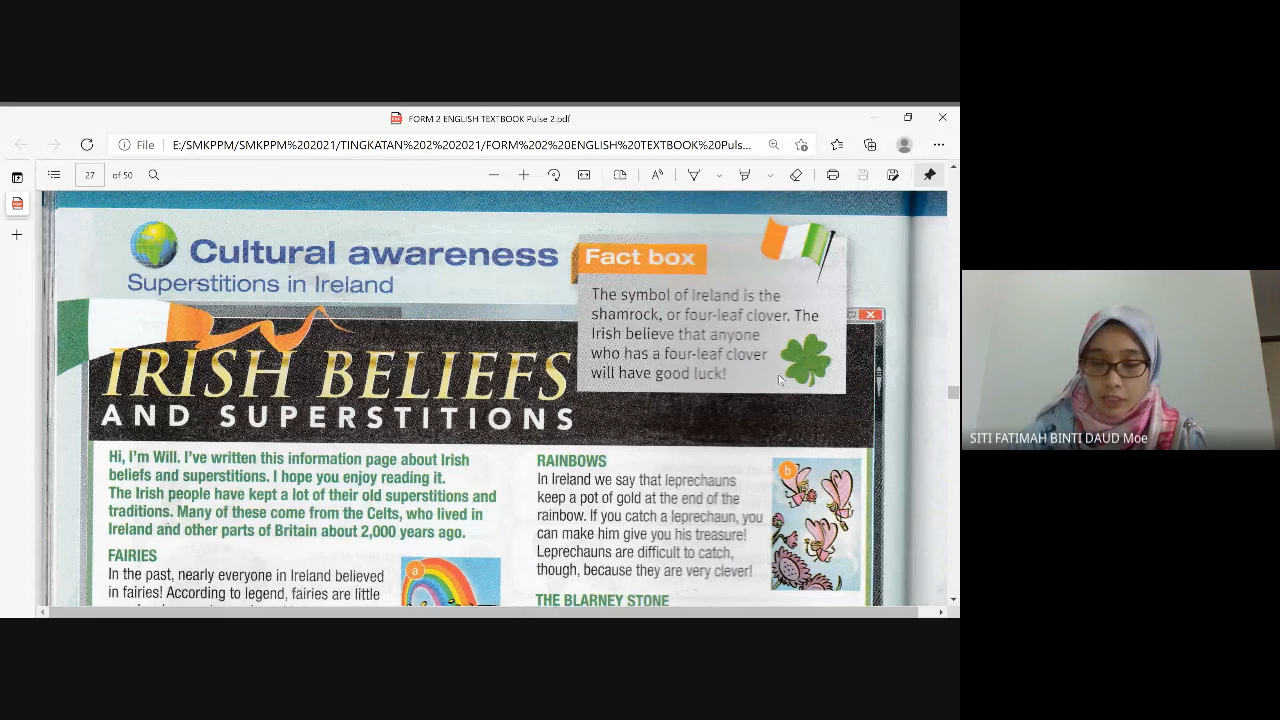 FORM 2 ENGLISH TEXTBOOK Pulse 2.pdf
File
E:/SMKPPM/SMKPPM%202021/TINGKATAN%202%202021/FORM%202%20ENGLISH%20TEXTBOOK%20Puls...
27 of 50
Cultural awareness
Superstitions in Ireland
Fact box
The symbol of Ireland is the
shamrock, or four-leaf clover. The
Irish believe that anyone
who has a four-leaf clover
will have good luck!
IRISH BELIEFS
AND SUPERSTITIONS
Hi, I'm Will. I've written this information page about Irish
beliefs and superstitions. I hope you enjoy reading it.
The Irish people have kept a lot of their old superstitions and
traditions. Many of these come from the Celts, who lived in
Ireland and other parts of Britain about 2,000 years ago.
FAIRIES
In the past, nearly everyone in Ireland believed
in fairies! According to legend, fairies are little
a
RAINBOWS
In Ireland we say that leprechauns
keep a pot of gold at the end of the
rainbow. If you catch a leprechaun, you
can make him give you his treasure!
Leprechauns are difficult to catch,
though, because they are very clever!
b
THE BLARNEY STONE
SITI FATIMAH BINTI DAUD Moe